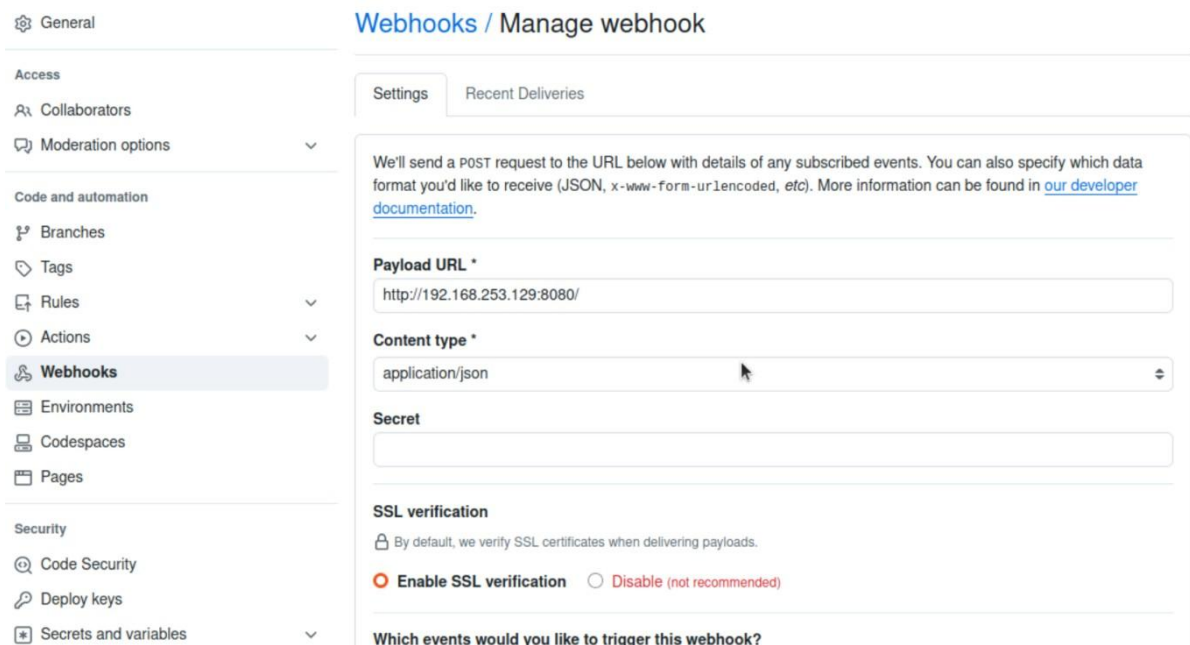 General
Access
Collaborators
Moderation options
Code and automation
Branches
Tags
Rules
Actions
Webhooks
Environments
Codespaces
Pages
Security
Code Security
Deploy keys
Secrets and variables
Webhooks / Manage webhook
Settings Recent Deliveries
We'll send a POST request to the URL below with details of any subscribed events. You can also specify which data
format you'd like to receive (JSON, x-www-form-urlencoded, etc). More information can be found in our developer
documentation.
Payload URL *
http://192.168.253.129:8080/
Content type *
application/json
Secret
SSL verification
By default, we verify SSL certificates when delivering payloads.
Enable SSL verification Disable (not recommended)
Which events would you like to trigger this webhook?